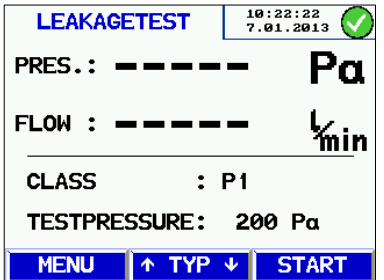 LEAKAGETEST
10:22:22
7.01.2013
PRES.: ----- Pa
FLOW : ----- l/min
CLASS : P1
TESTPRESSURE: 200 Pa
MENU ↑ TYP ↓ START